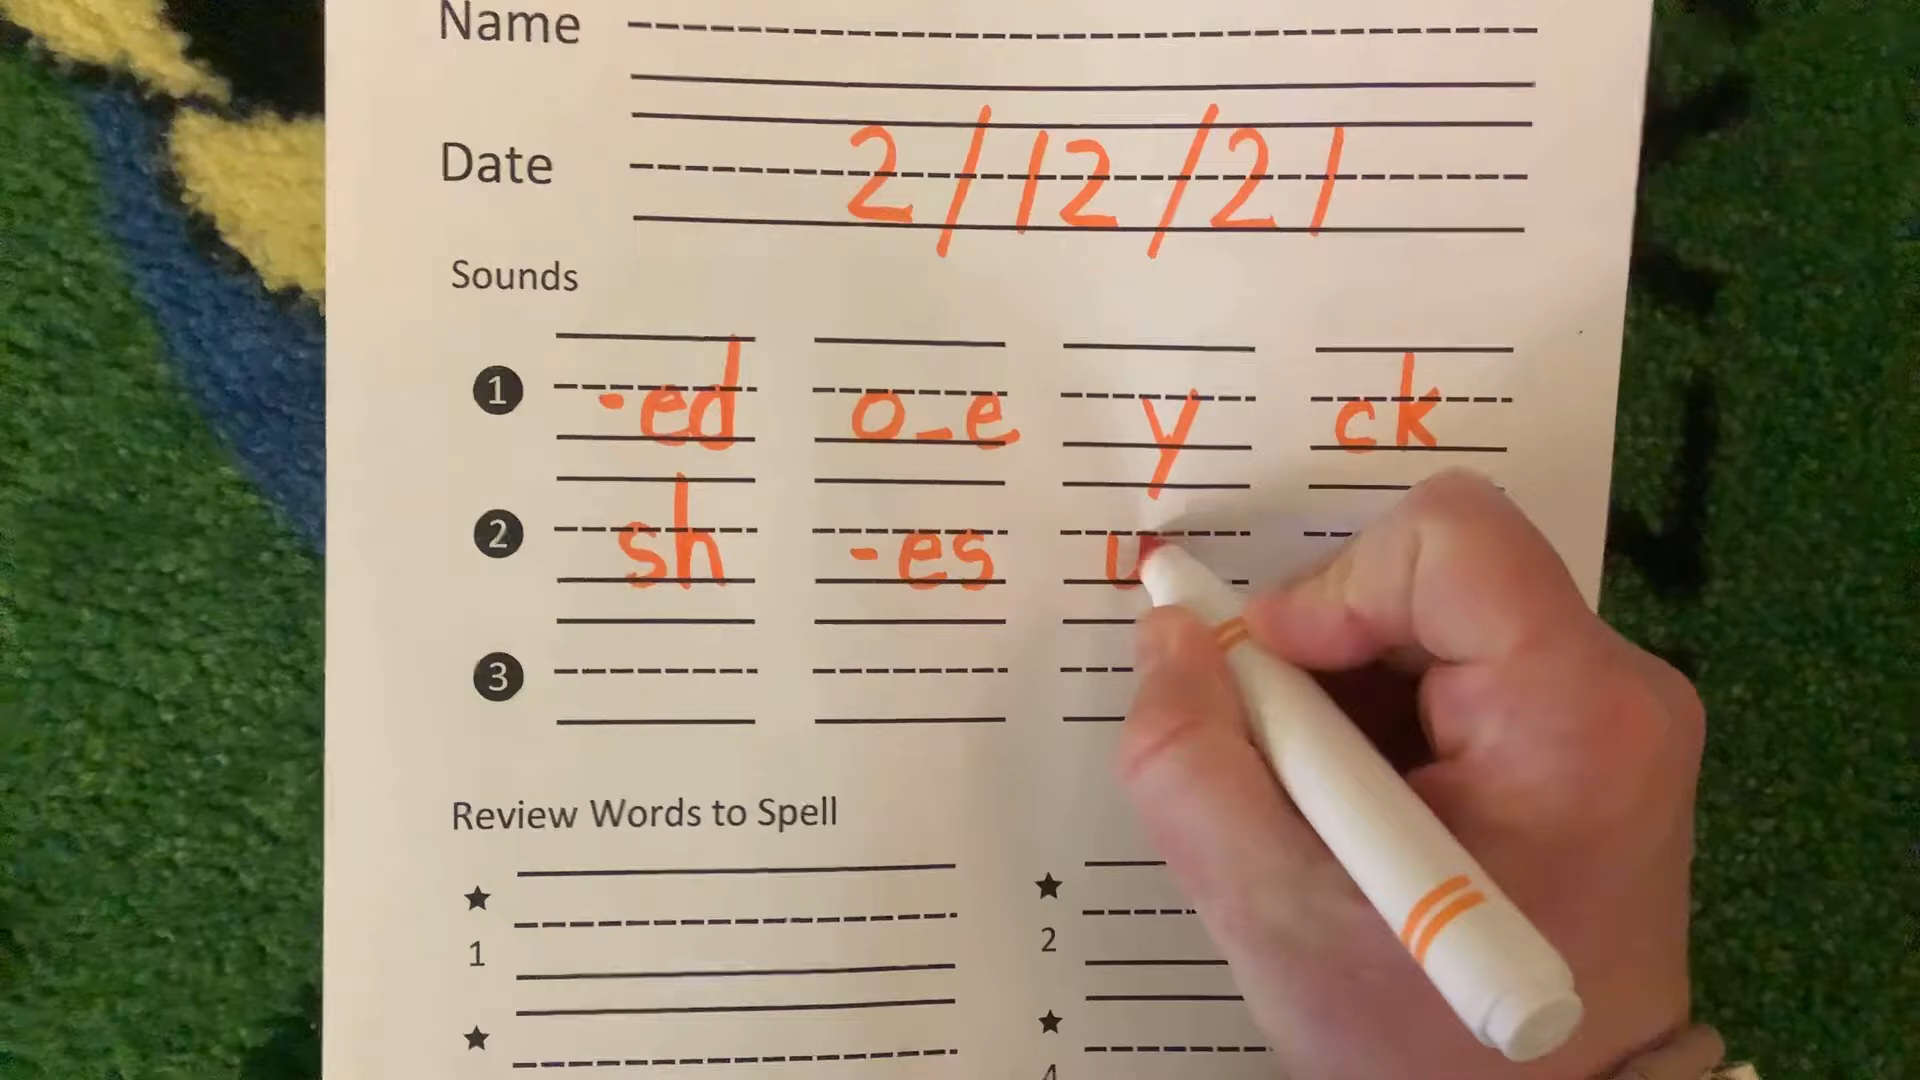 Name
Date 2/12/21
Sounds
1 -ed o_e y ck
2 sh -es u
3
Review Words to Spell
★ ★
1 2
★ ★
4